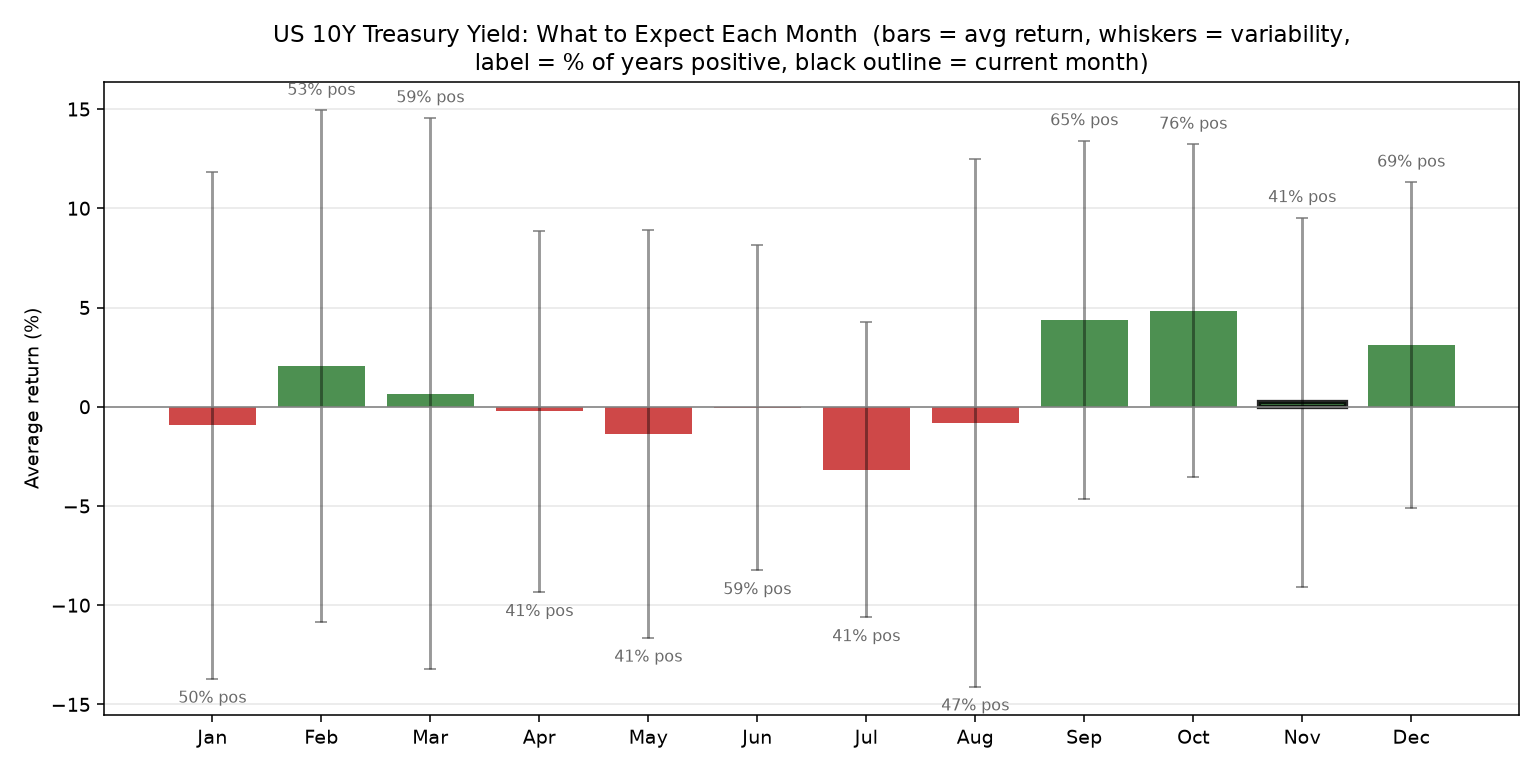 US 10Y Treasury Yield: What to Expect Each Month  (bars = avg return, whiskers = variability,
label = % of years positive, black outline = current month)
53% pos
59% pos
65% pos
76% pos
69% pos
41% pos
15
10
5
0
−5
−10
−15
Average return (%)
59% pos
41% pos
41% pos
41% pos
50% pos
47% pos
Jan
Feb
Mar
Apr
May
Jun
Jul
Aug
Sep
Oct
Nov
Dec